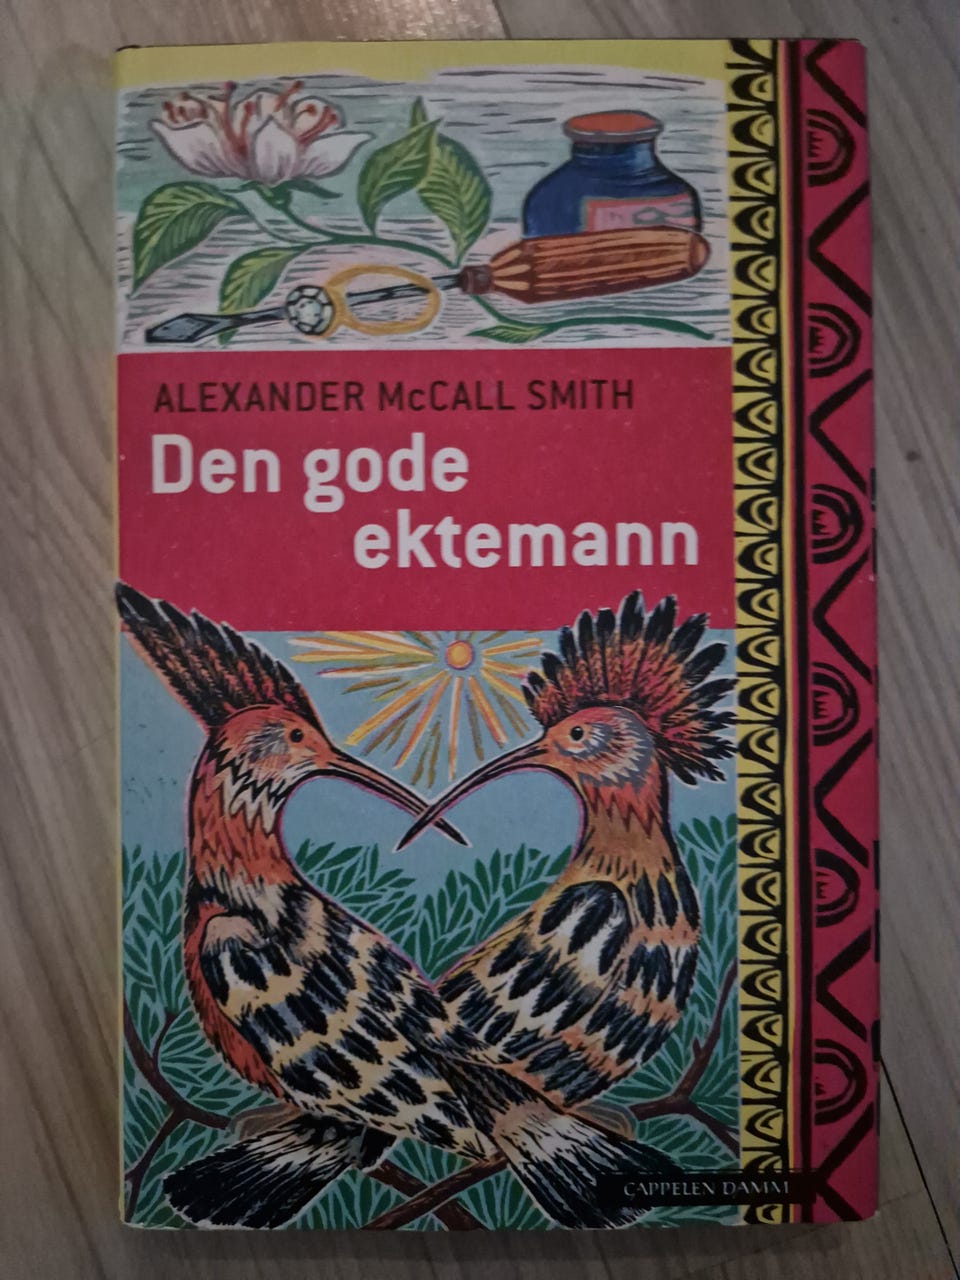 ALEXANDER McCALL SMITH
Den gode
ektemann
CAPPELEN DAMM